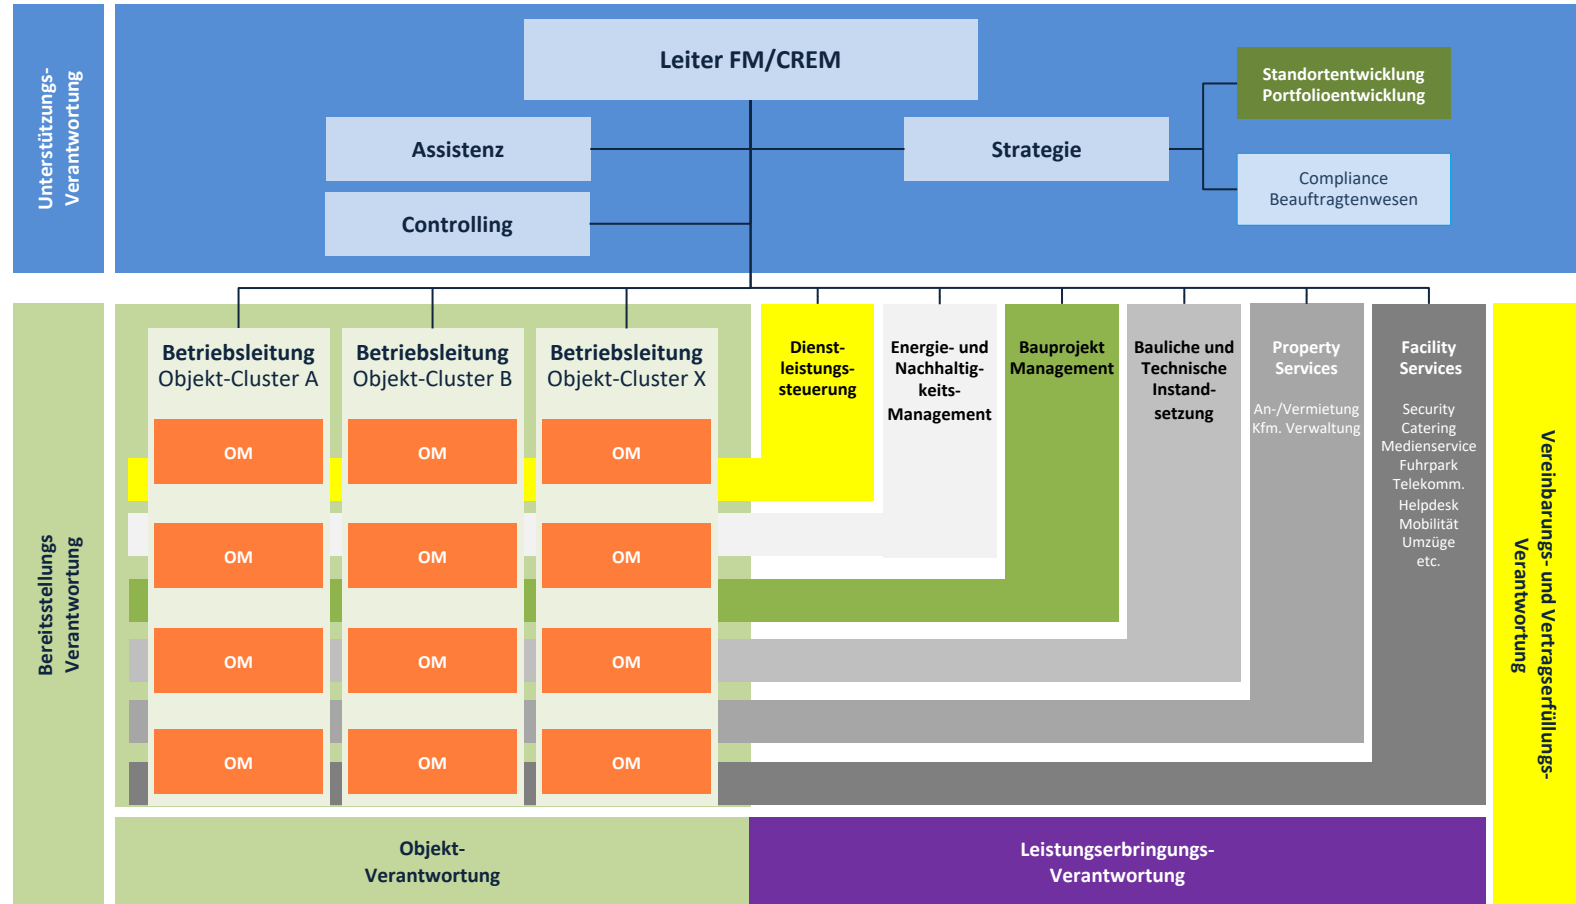 Unterstützungs-
Verantwortung
Leiter FM/CREM
Assistenz
Controlling
Strategie
Standortentwicklung
Portfolioentwicklung
Compliance
Beauftragtenwesen
Bereitsstellungs
Verantwortung
Betriebsleitung
Objekt-Cluster A
OM
OM
OM
OM
Betriebsleitung
Objekt-Cluster B
OM
OM
OM
OM
Betriebsleitung
Objekt-Cluster X
OM
OM
OM
OM
Dienst-
leistungs-
steuerung
Energie- und
Nachhaltig-
keits-
Management
Bauprojekt
Management
Bauliche und
Technische
Instand-
setzung
Property
Services
An-/Vermietung
Kfm. Verwaltung
Facility
Services
Security
Catering
Medienservice
Fuhrpark
Telekomm.
Helpdesk
Mobilität
Umzüge
etc.
Vereinbarungs- und Vertragserfüllungs-
Verantwortung
Objekt-
Verantwortung
Leistungserbringungs-
Verantwortung